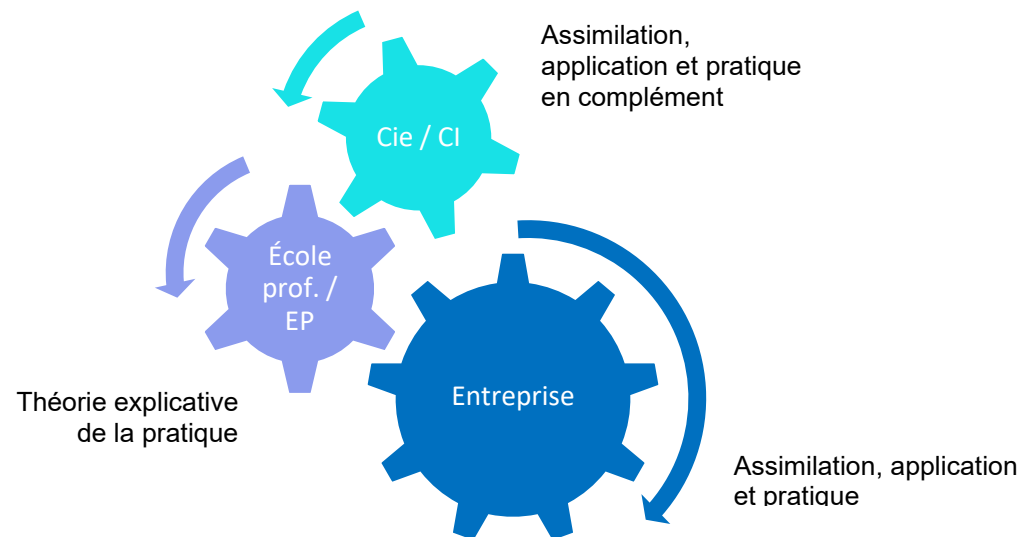 Assimilation,
application et pratique
en complément
Cie / CI
École
prof. /
EP
Entreprise
Théorie explicative
de la pratique
Assimilation, application
et pratique